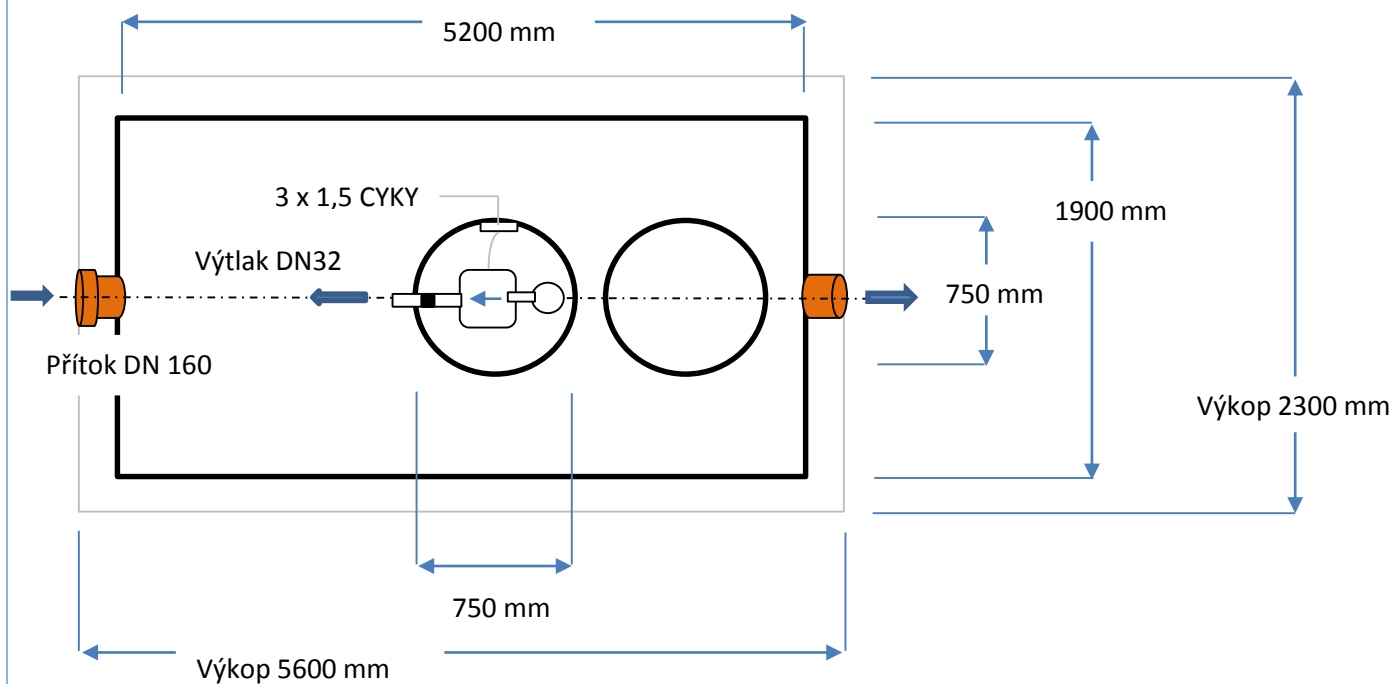 5200 mm
3 x 1,5 CYKY
1900 mm
Výtlak DN32
750 mm
Přítok DN 160
Výkop 2300 mm
750 mm
Výkop 5600 mm